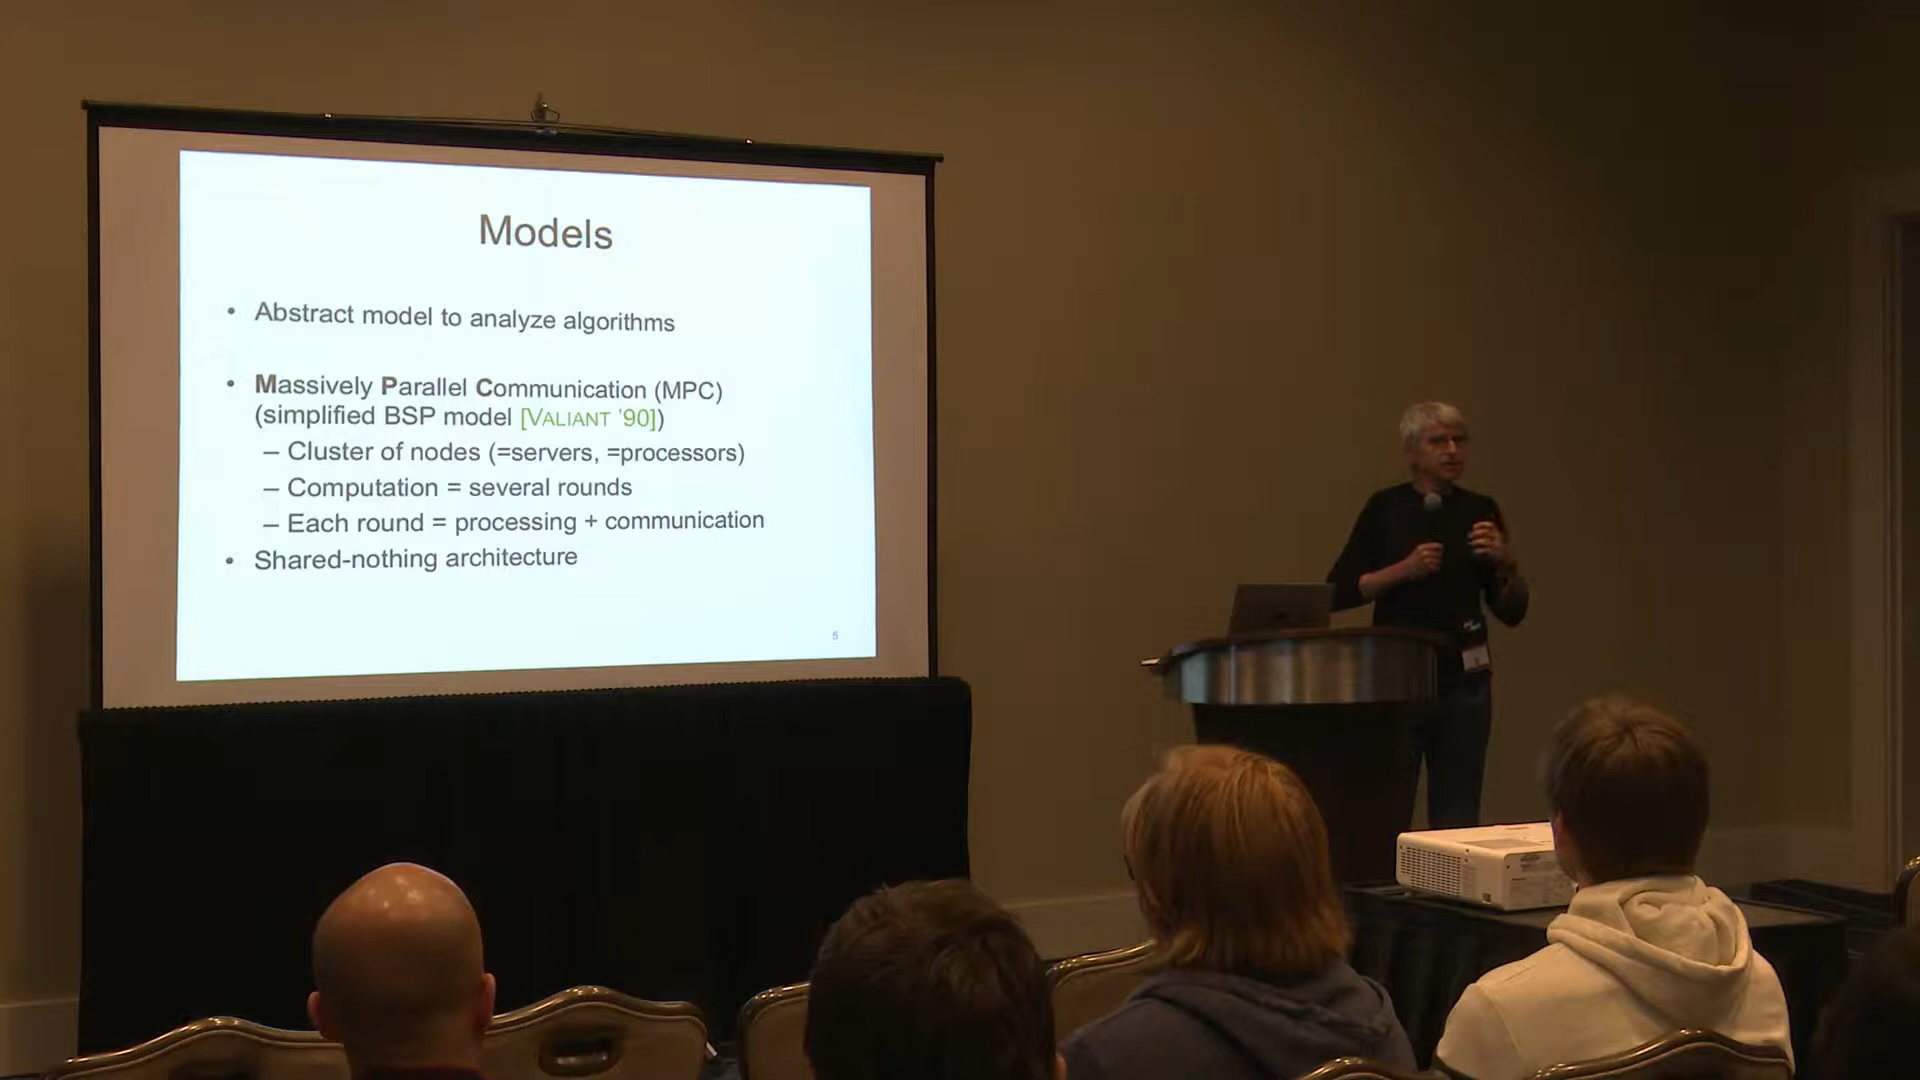 Models
• Abstract model to analyze algorithms
• Massively Parallel Communication (MPC)
(simplified BSP model [VALIANT '90])
– Cluster of nodes (=servers, =processors)
– Computation = several rounds
– Each round = processing + communication
• Shared-nothing architecture